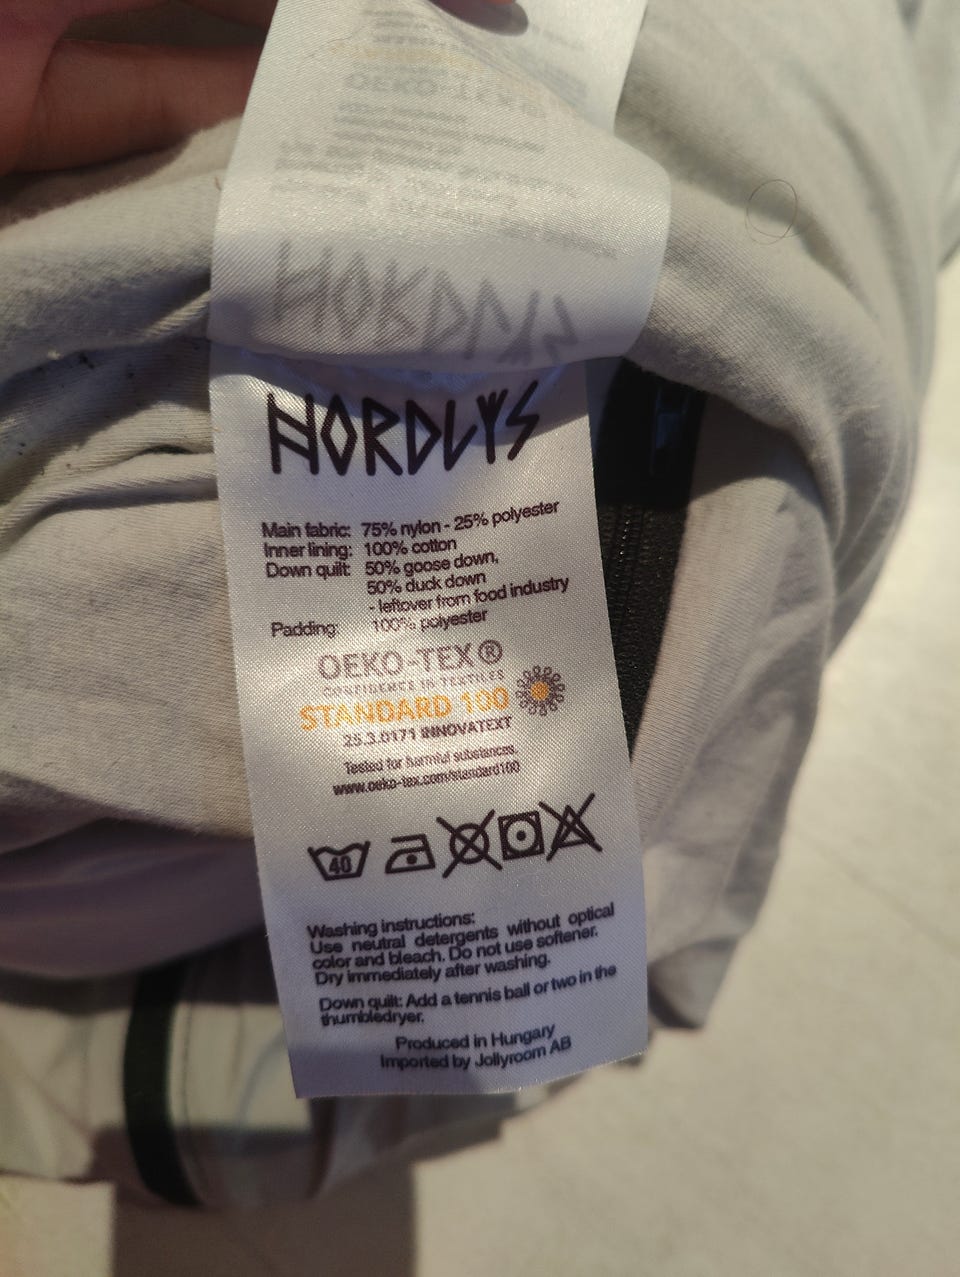 NORDLYS
Main fabric: 75% nylon - 25% polyester
Inner lining: 100% cotton
Down quilt: 50% goose down,
50% duck down
- leftover from food industry
Padding: 100% polyester
OEKO-TEX®
CONFIDENCE IN TEXTILES
STANDARD 100
25.3.0171 INNOVATEXT
Tested for harmful substances.
www.oeko-tex.com/standard100
40
Washing instructions:
Use neutral detergents without optical
color and bleach. Do not use softener.
Dry immediately after washing.
Down quilt: Add a tennis ball or two in the
thumbledryer.
Produced in Hungary
Imported by Jollyroom AB